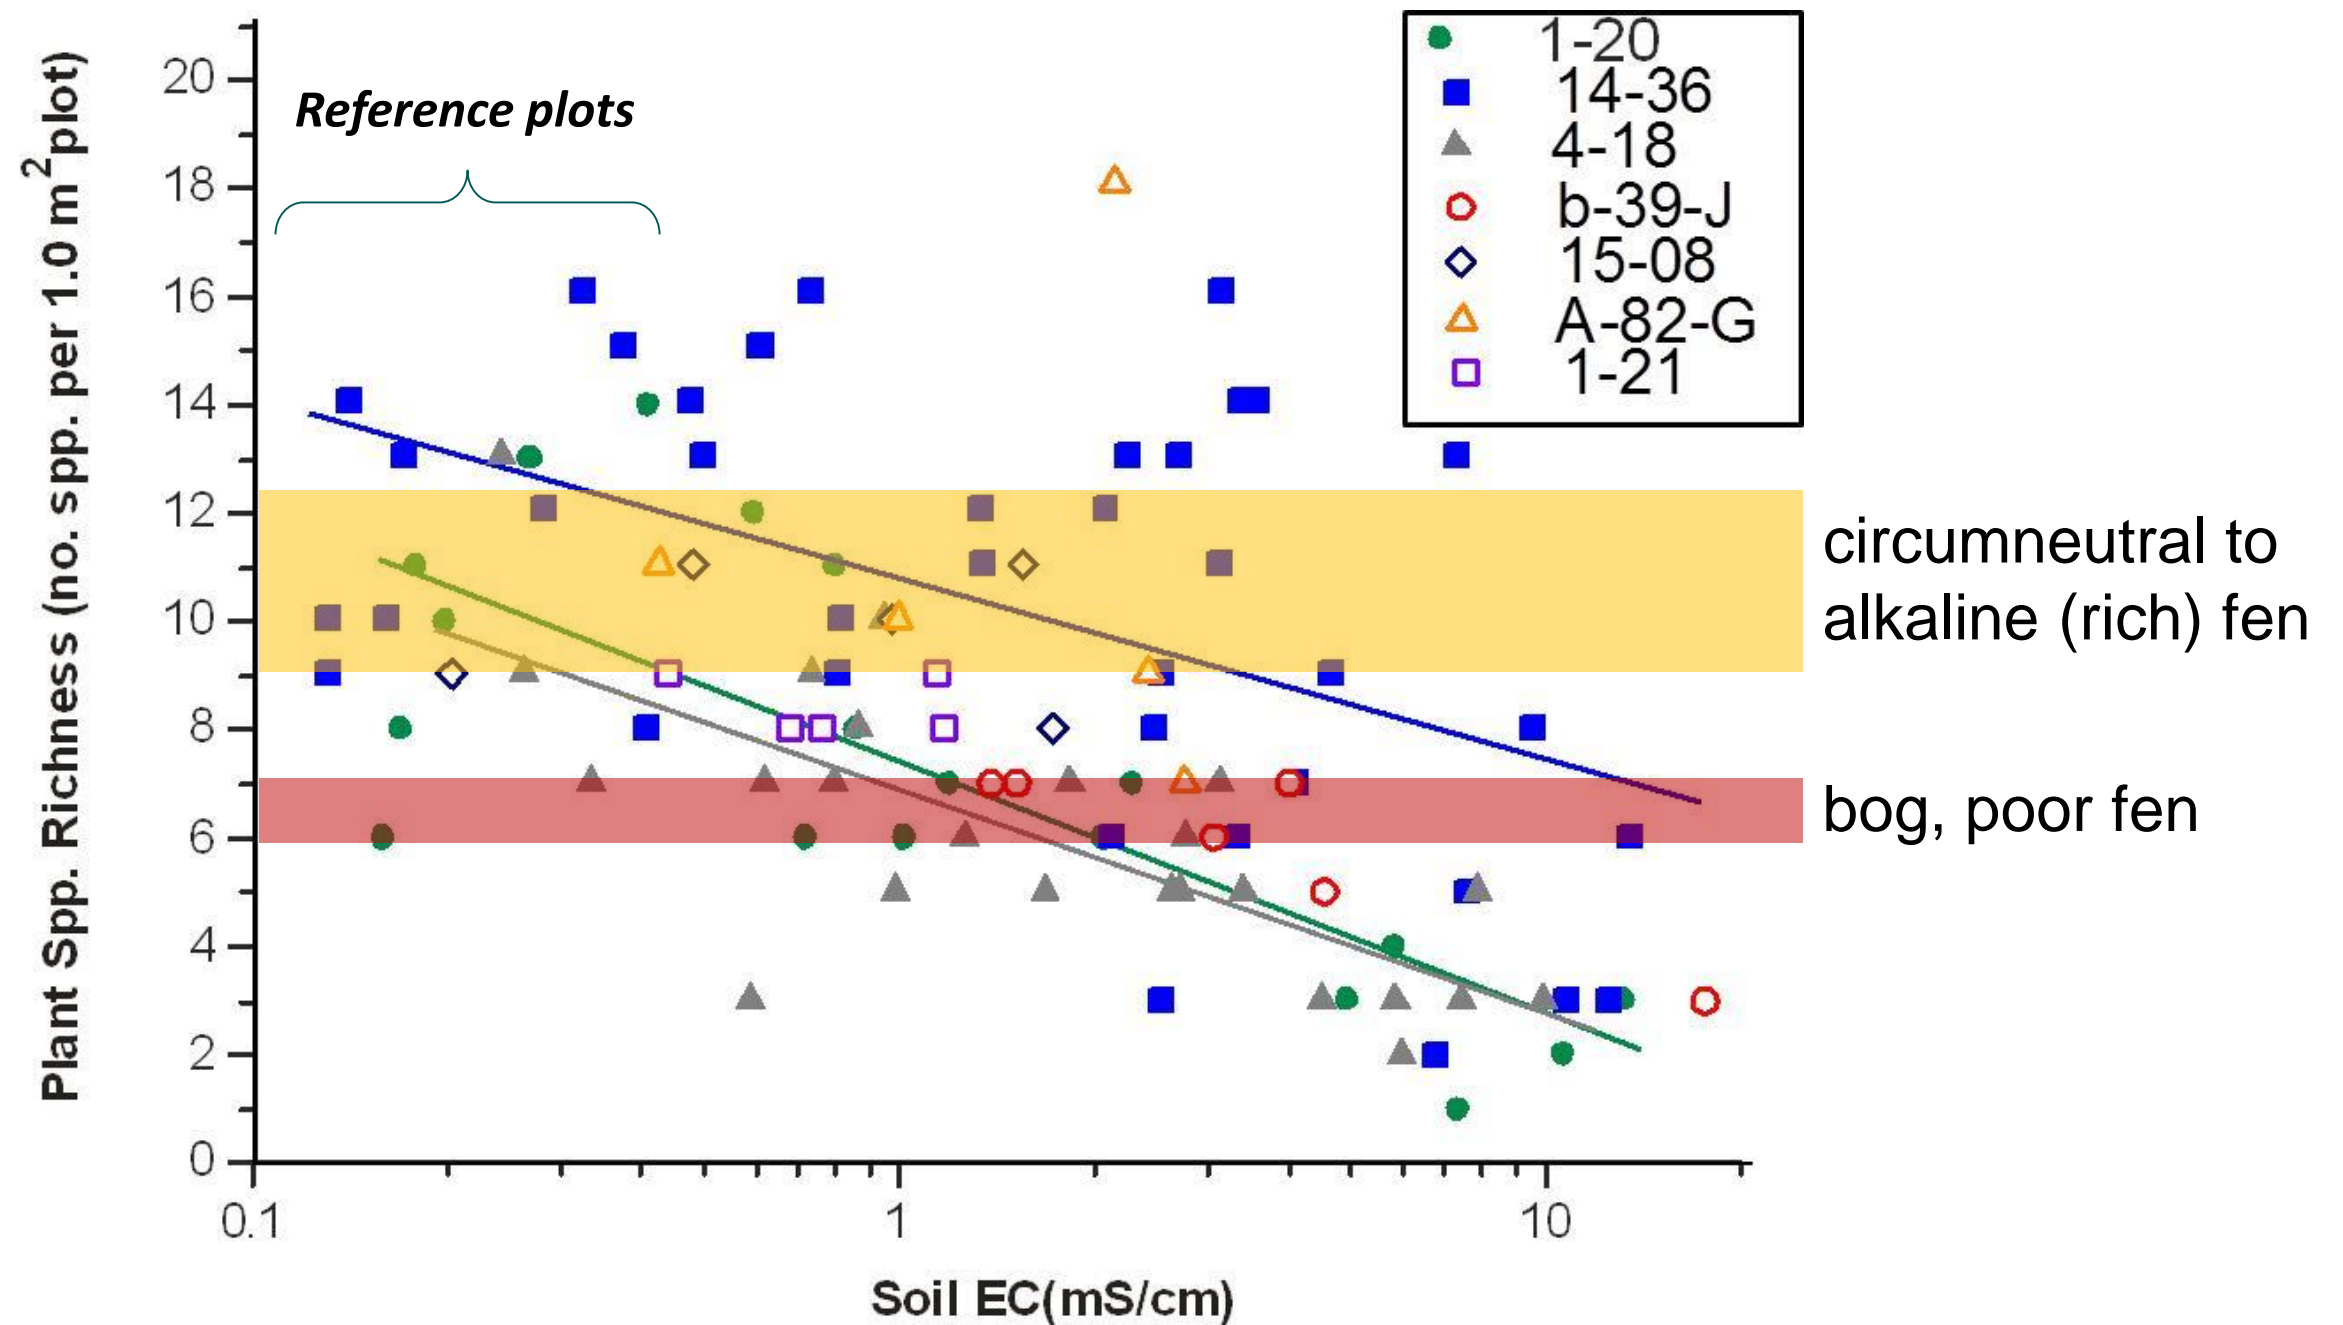 Reference plots
1-20
14-36
4-18
b-39-J
15-08
A-82-G
1-21
Plant Spp. Richness (no. spp. per 1.0 m² plot)
20
18
16
14
12
10
8
6
4
2
0
circumneutral to
alkaline (rich) fen
bog, poor fen
0.1
1
10
Soil EC(mS/cm)